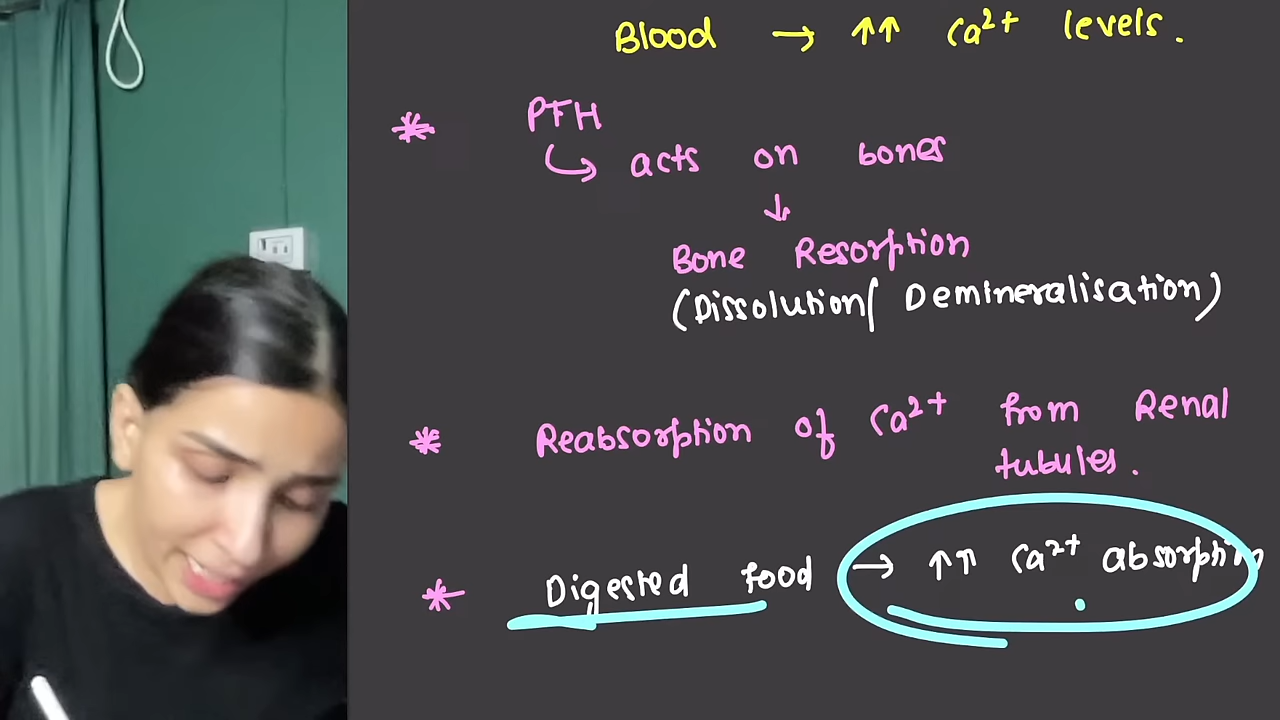 Blood → ↑↑ Ca²⁺ levels.
* PTH
↳ acts on bones
↓
Bone Resorption
(Dissolution/ Demineralisation)
* Reabsorption of Ca²⁺ from Renal
tubules.
* Digested food → ↑↑ Ca²⁺ absorption